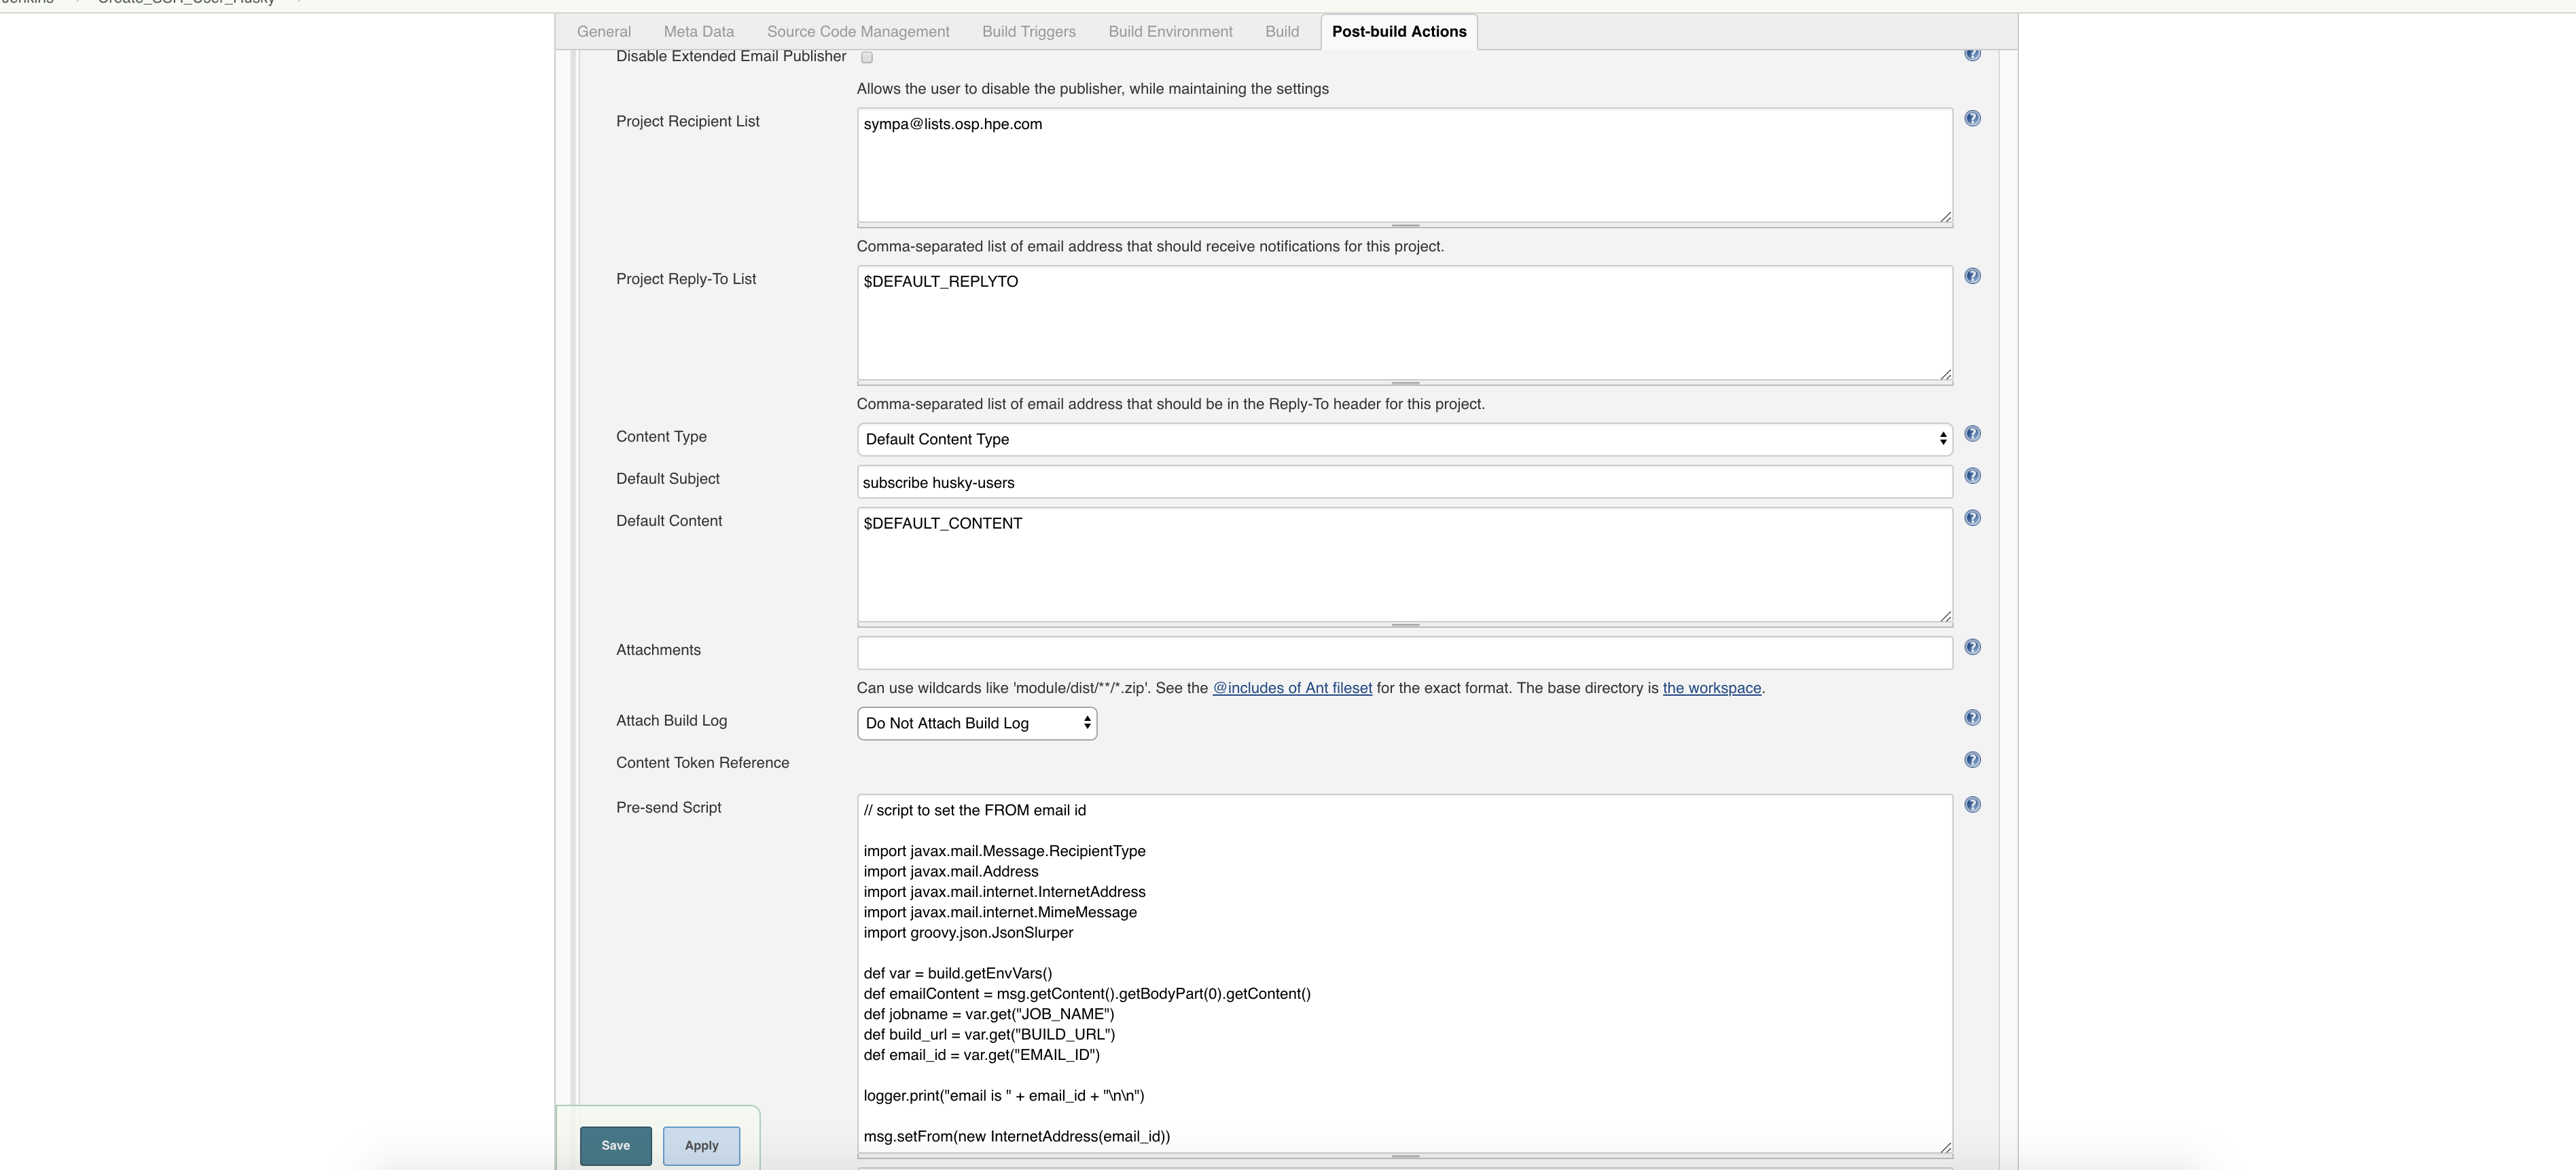 General Meta Data Source Code Management Build Triggers Build Environment Build Post-build Actions
Disable Extended Email Publisher
Allows the user to disable the publisher, while maintaining the settings
Project Recipient List
sympa@lists.osp.hpe.com
Comma-separated list of email address that should receive notifications for this project.
Project Reply-To List
$DEFAULT_REPLYTO
Comma-separated list of email address that should be in the Reply-To header for this project.
Content Type
Default Content Type
Default Subject
subscribe husky-users
Default Content
$DEFAULT_CONTENT
Attachments
Can use wildcards like 'module/dist/**/*.zip'. See the @includes of Ant fileset for the exact format. The base directory is the workspace.
Attach Build Log
Do Not Attach Build Log
Content Token Reference
Pre-send Script
// script to set the FROM email id
import javax.mail.Message.RecipientType
import javax.mail.Address
import javax.mail.internet.InternetAddress
import javax.mail.internet.MimeMessage
import groovy.json.JsonSlurper
def var = build.getEnvVars()
def emailContent = msg.getContent().getBodyPart(0).getContent()
def jobname = var.get("JOB_NAME")
def build_url = var.get("BUILD_URL")
def email_id = var.get("EMAIL_ID")
logger.print("email is " + email_id + "\n\n")
msg.setFrom(new InternetAddress(email_id))
Save Apply